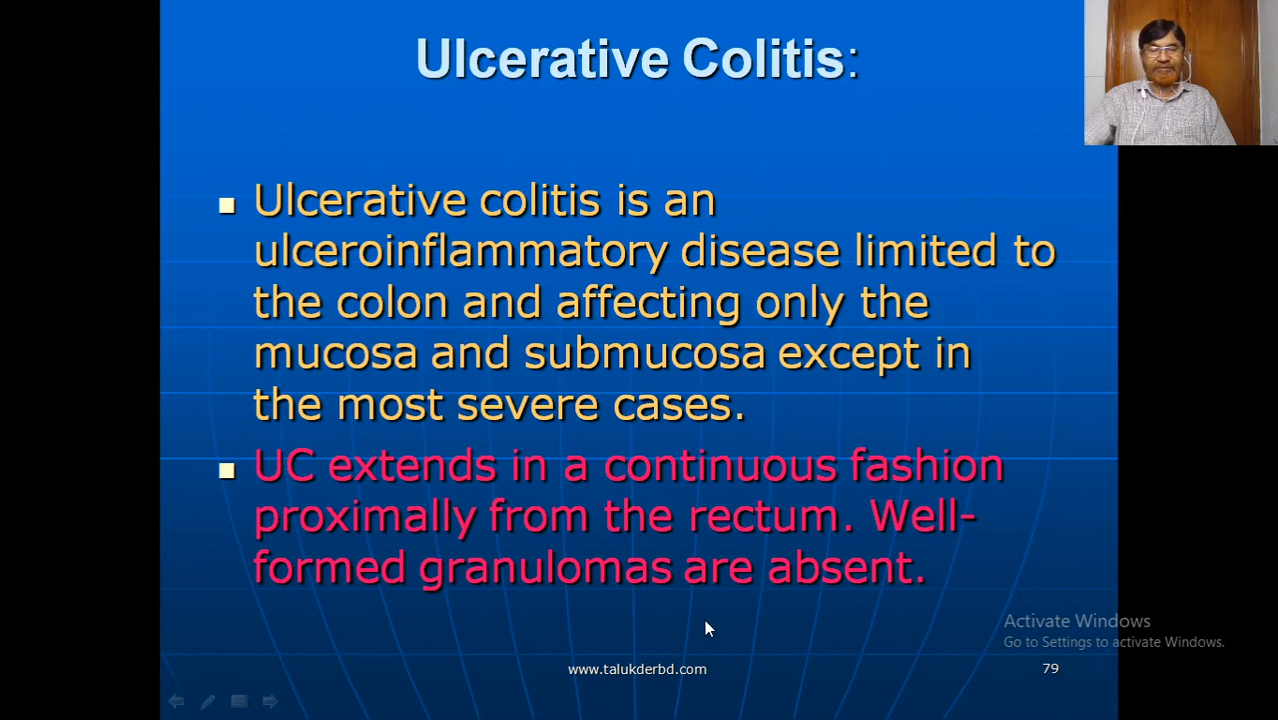 Ulcerative Colitis:
Ulcerative colitis is an
ulceroinflammatory disease limited to
the colon and affecting only the
mucosa and submucosa except in
the most severe cases.
UC extends in a continuous fashion
proximally from the rectum. Well-
formed granulomas are absent.
Activate Windows
Go to Settings to activate Windows.
www.talukderbd.com
79